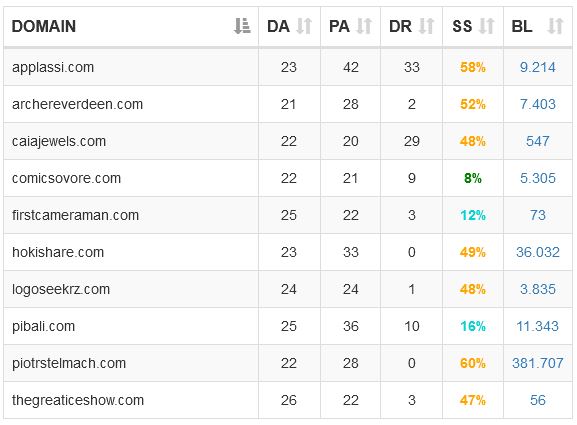 DOMAIN DA PA DR SS BL
applassi.com 23 42 33 58% 9.214
archereverdeen.com 21 28 2 52% 7.403
caiajewels.com 22 20 29 48% 547
comicsovore.com 22 21 9 8% 5.305
firstcameraman.com 25 22 3 12% 73
hokishare.com 23 33 0 49% 36.032
logoseekrz.com 24 24 1 48% 3.835
pibali.com 25 36 10 16% 11.343
piotrstelmach.com 22 28 0 60% 381.707
thegreaticeshow.com 26 22 3 47% 56